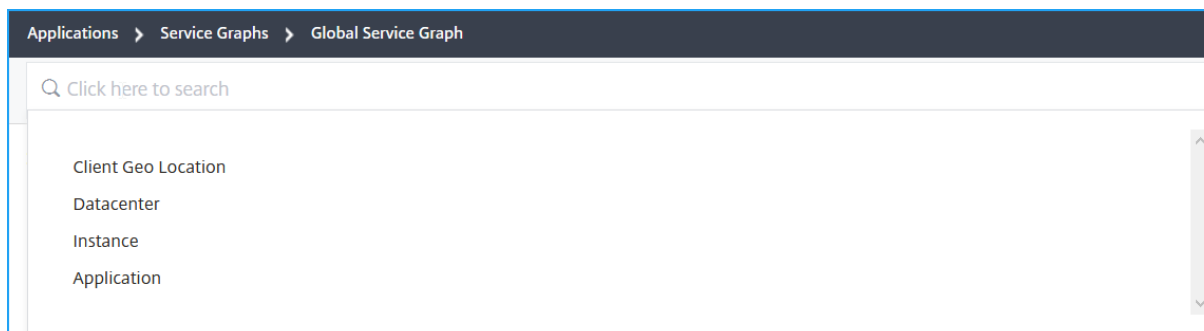 Applications > Service Graphs > Global Service Graph
Click here to search
Client Geo Location
Datacenter
Instance
Application